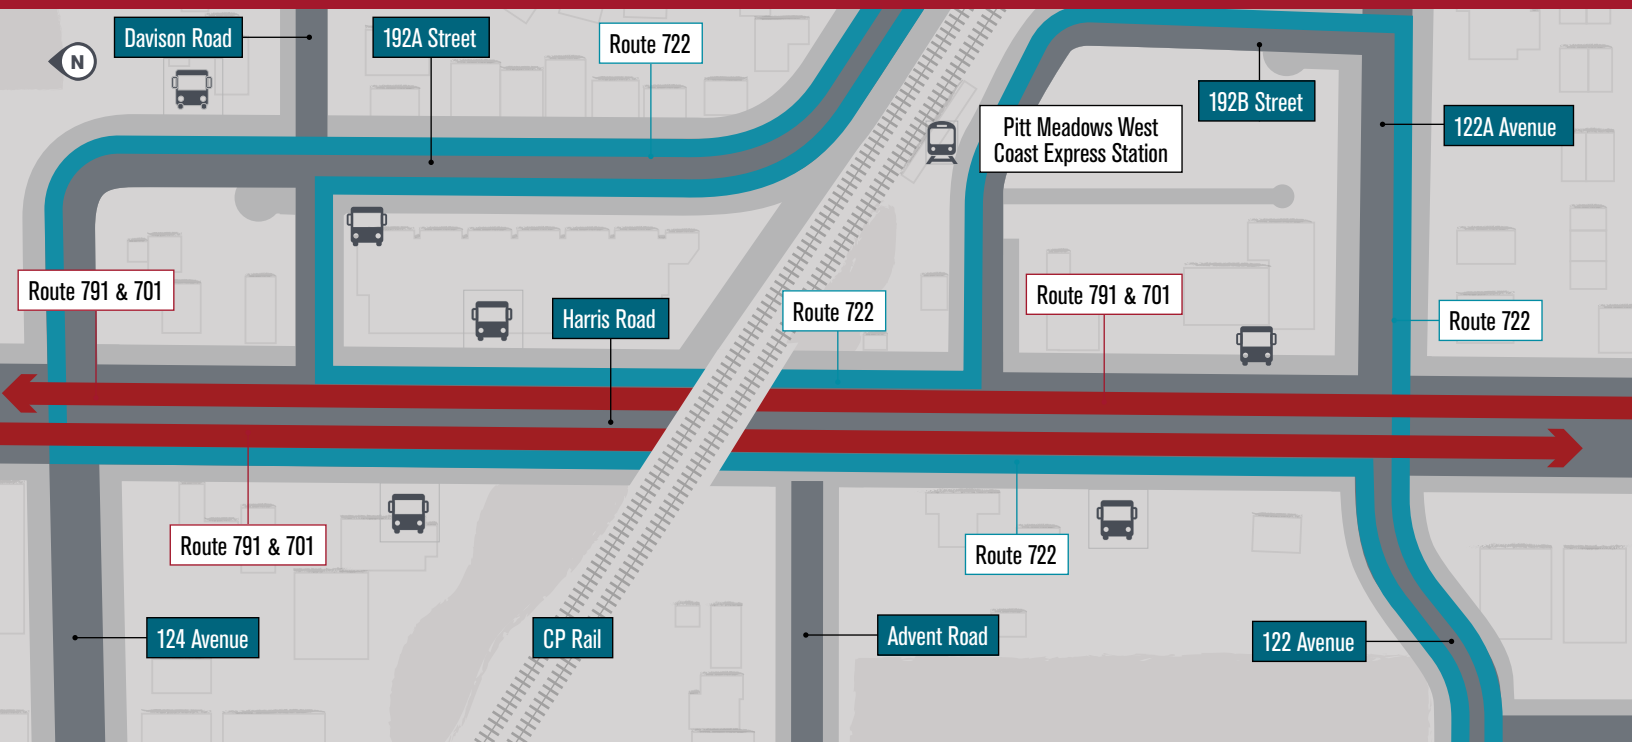 Davison Road
192A Street
Route 722
N
192B Street
Pitt Meadows West
Coast Express Station
122A Avenue
Route 791 & 701
Harris Road
Route 722
Route 791 & 701
Route 722
Route 791 & 701
Route 722
124 Avenue
CP Rail
Advent Road
122 Avenue